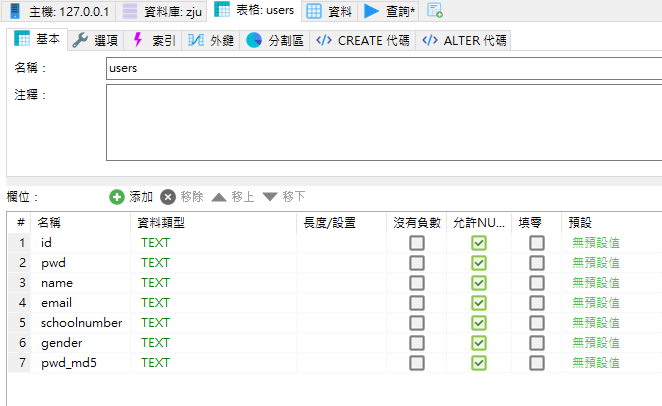 主機: 127.0.0.1 資料庫: zju 表格: users 資料 查詢*
基本 選項 索引 外鍵 分割區 CREATE 代碼 ALTER 代碼
名稱： users
注釋：
欄位： 添加 移除 移上 移下
# 名稱 資料類型 長度/設置 沒有負數 允許NU... 填零 預設
1 id TEXT 無預設值
2 pwd TEXT 無預設值
3 name TEXT 無預設值
4 email TEXT 無預設值
5 schoolnumber TEXT 無預設值
6 gender TEXT 無預設值
7 pwd_md5 TEXT 無預設值